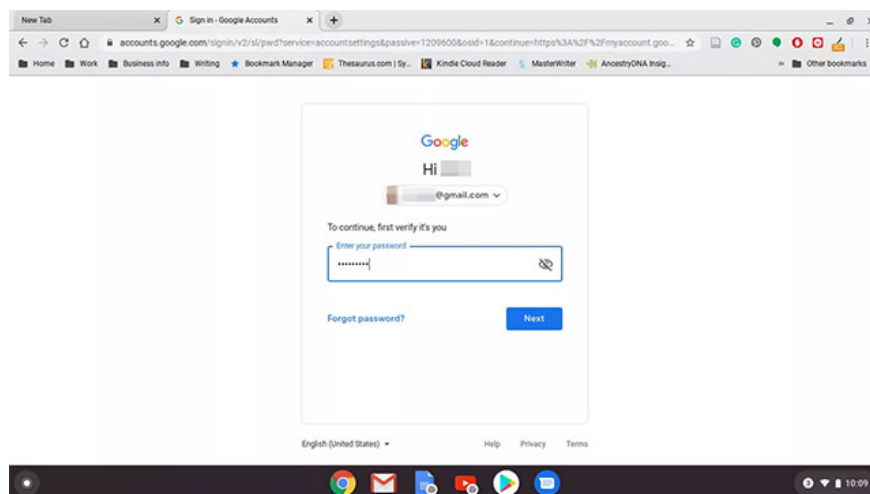 New Tab
Sign in - Google Accounts
accounts.google.com/signin/v2/sl/pwd?service=accountsettings&passive=1209600&osid=1&continue=https%3A%2F%2Fmyaccount.goo...
Home Work Business info Writing Bookmark Manager Thesaurus.com | Sy... Kindle Cloud Reader MasterWriter AncestryDNA Insig... » Other bookmarks
Google
Hi
@gmail.com
To continue, first verify it's you
Enter your password
•••••••••
Forgot password? Next
English (United States) Help Privacy Terms
10:09